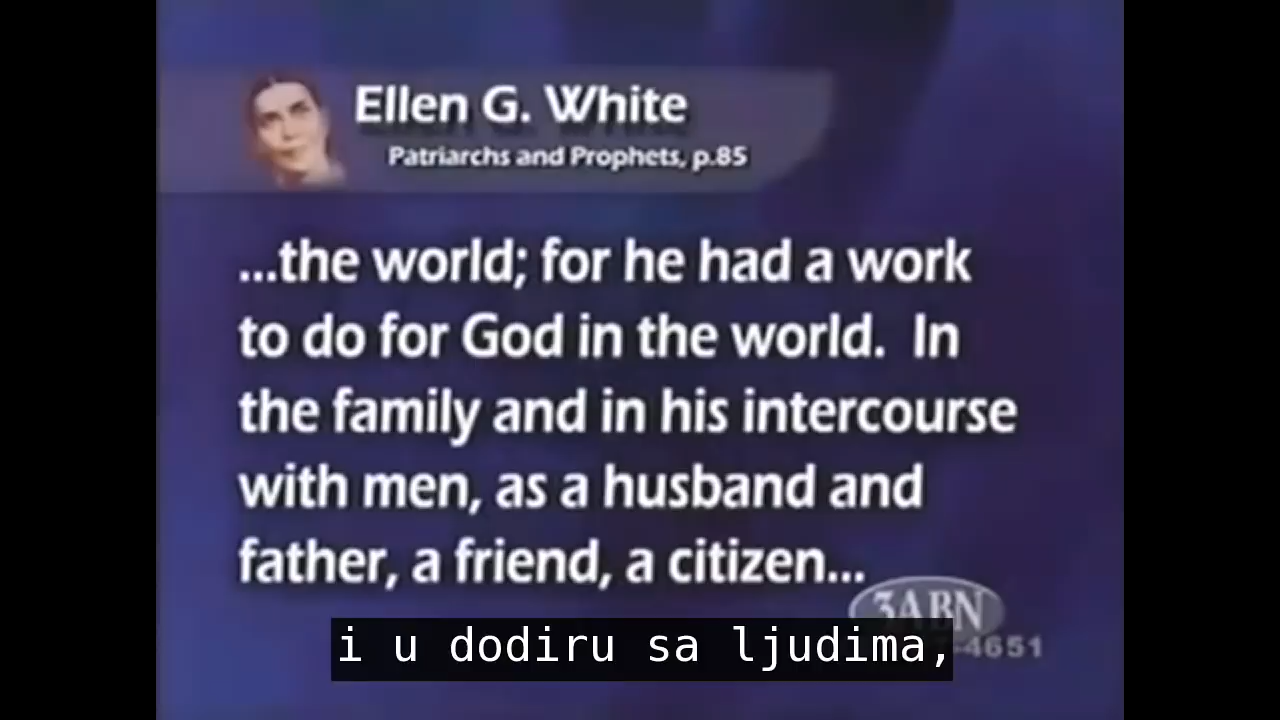 Ellen G. White
Patriarchs and Prophets, p.85
...the world; for he had a work
to do for God in the world. In
the family and in his intercourse
with men, as a husband and
father, a friend, a citizen...
3ABN
-4651
i u dodiru sa ljudima,